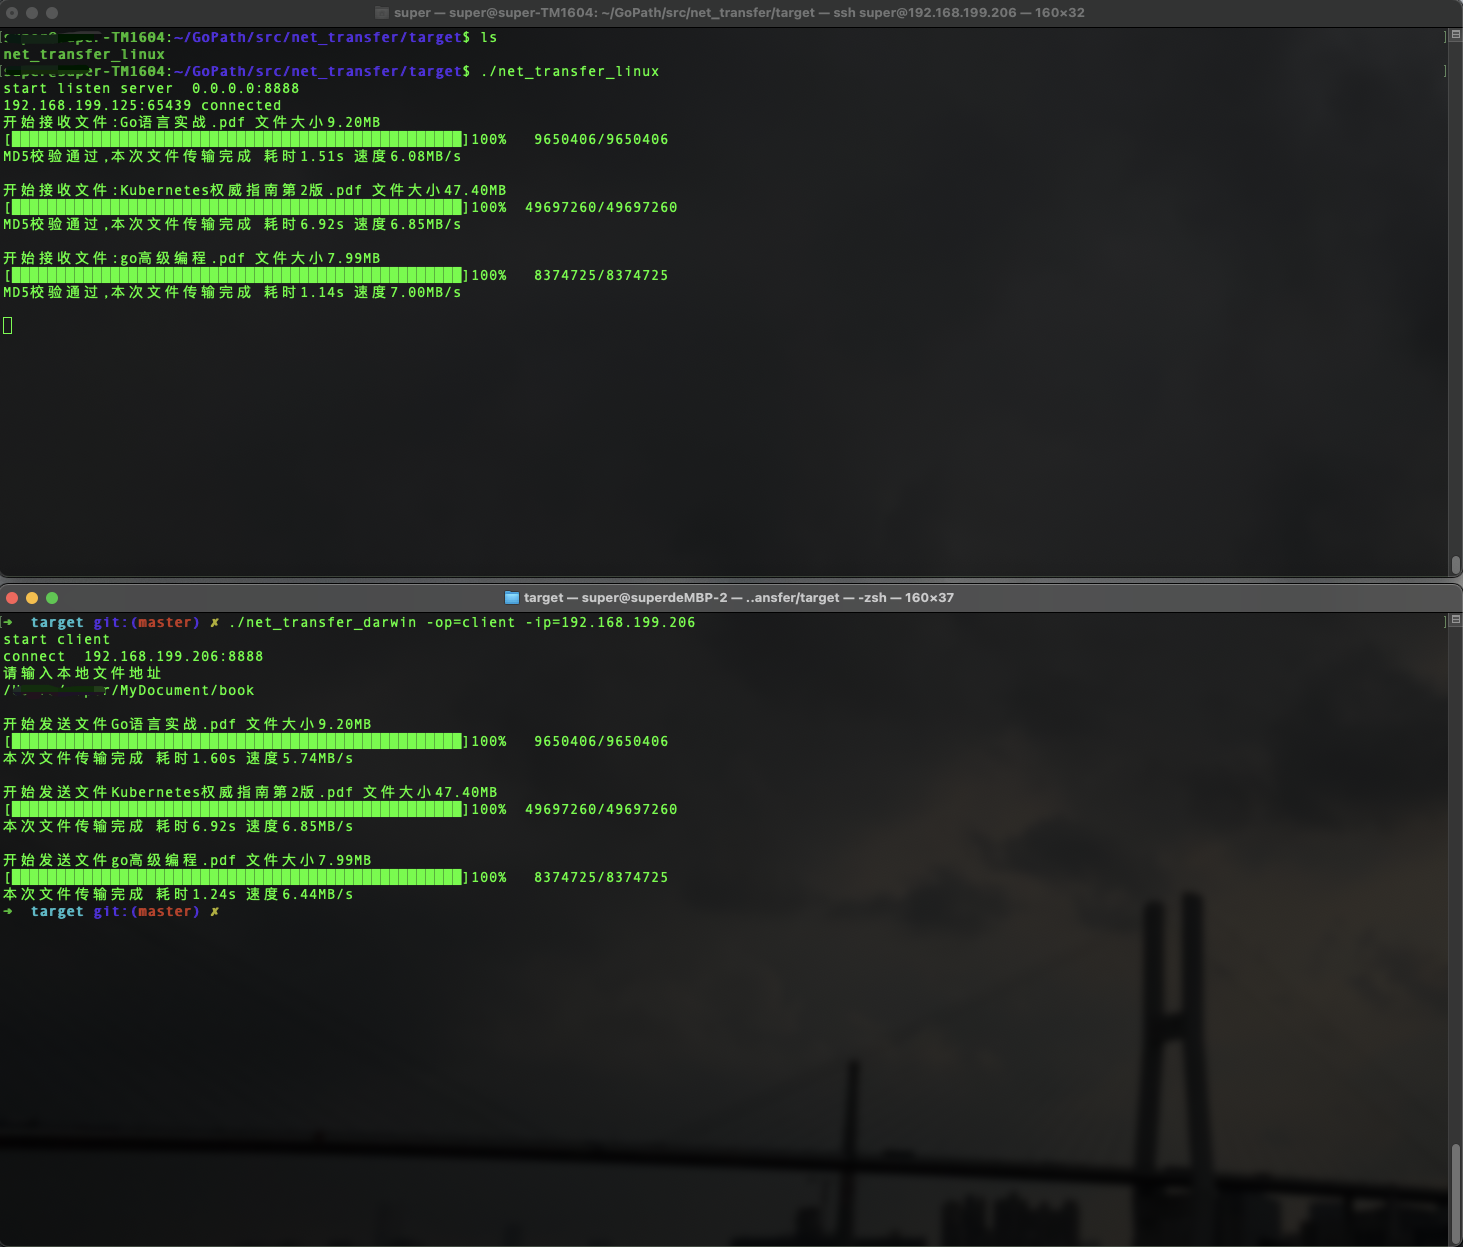 super — super@super-TM1604: ~/GoPath/src/net_transfer/target — ssh super@192.168.199.206 — 160×32
-TM1604:~/GoPath/src/net_transfer/target$ ls
net_transfer_linux
super@super-TM1604:~/GoPath/src/net_transfer/target$ ./net_transfer_linux
start listen server  0.0.0.0:8888
192.168.199.125:65439 connected
开始接收文件:Go语言实战.pdf 文件大小9.20MB
[██████████████████████████████████████████████████]100%   9650406/9650406
MD5校验通过,本次文件传输完成 耗时1.51s 速度6.08MB/s
开始接收文件:Kubernetes权威指南第2版.pdf 文件大小47.40MB
[██████████████████████████████████████████████████]100%  49697260/49697260
MD5校验通过,本次文件传输完成 耗时6.92s 速度6.85MB/s
开始接收文件:go高级编程.pdf 文件大小7.99MB
[██████████████████████████████████████████████████]100%   8374725/8374725
MD5校验通过,本次文件传输完成 耗时1.14s 速度7.00MB/s
target — super@superdeMBP-2 — ..ansfer/target — -zsh — 160×37
➜  target git:(master) ✗ ./net_transfer_darwin -op=client -ip=192.168.199.206
start client
connect  192.168.199.206:8888
请输入本地文件地址
/MyDocument/book
开始发送文件Go语言实战.pdf 文件大小9.20MB
[██████████████████████████████████████████████████]100%   9650406/9650406
本次文件传输完成 耗时1.60s 速度5.74MB/s
开始发送文件Kubernetes权威指南第2版.pdf 文件大小47.40MB
[██████████████████████████████████████████████████]100%  49697260/49697260
本次文件传输完成 耗时6.92s 速度6.85MB/s
开始发送文件go高级编程.pdf 文件大小7.99MB
[██████████████████████████████████████████████████]100%   8374725/8374725
本次文件传输完成 耗时1.24s 速度6.44MB/s
➜  target git:(master) ✗